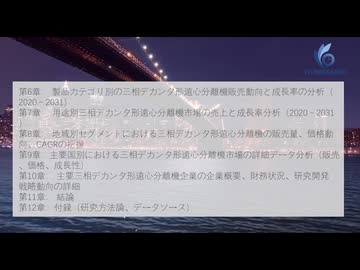 第6章　製品カテゴリ別の三相デカンタ形遠心分離機販売動向と成長率の分析（
2020－2031）
第7章　用途別三相デカンタ形遠心分離機市場の売上と成長率分析（2020－2031
）
第8章　地域別セグメントにおける三相デカンタ形遠心分離機の販売量、価格動
向、CAGRの把握
第9章　主要国別における三相デカンタ形遠心分離機市場の詳細データ分析（販売
、価格、成長性）
第10章　主要三相デカンタ形遠心分離機企業の企業概要、財務状況、研究開発
戦略動向の詳細
第11章　結論
第12章　付録（研究方法論、データソース）